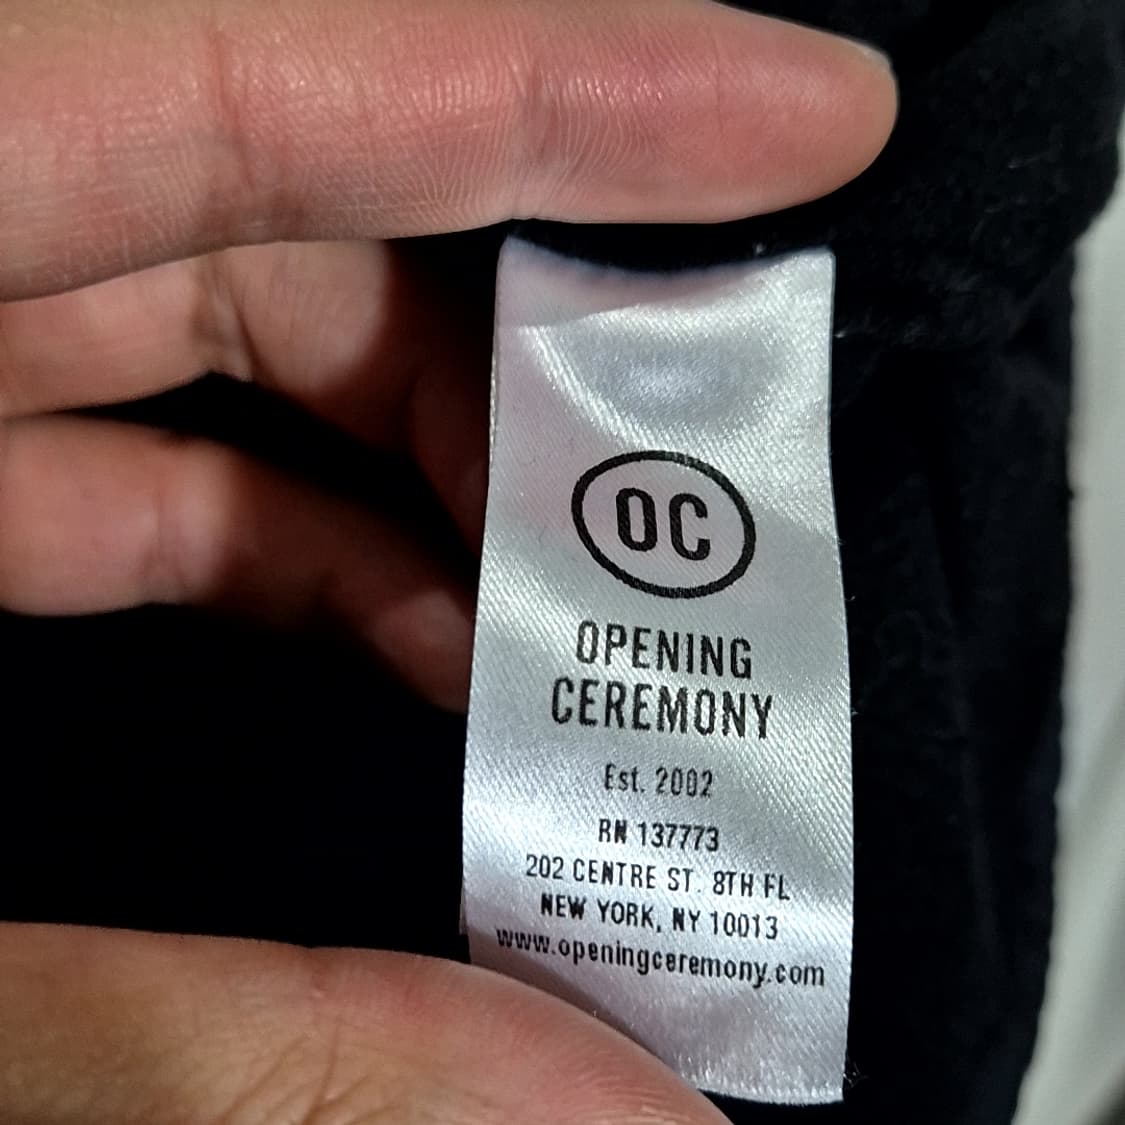 OC
OPENING
CEREMONY
Est. 2002
RN 137773
202 CENTRE ST. 8TH FL
NEW YORK, NY 10013
www.openingceremony.com